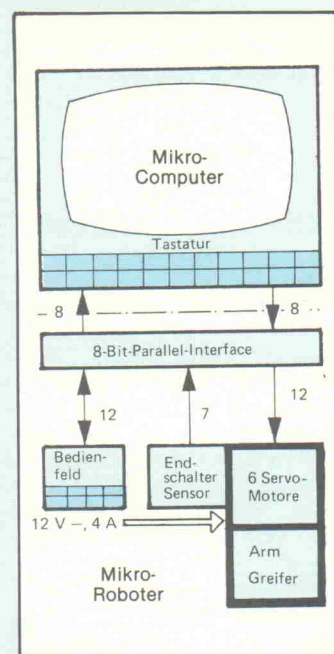 Mikro-
Computer
Tastatur
8
8
8-Bit-Parallel-Interface
12
7
12
Bedien-
feld
End-
schalter
Sensor
6 Servo-
Motore
12 V –, 4 A
Arm
Greifer
Mikro-
Roboter